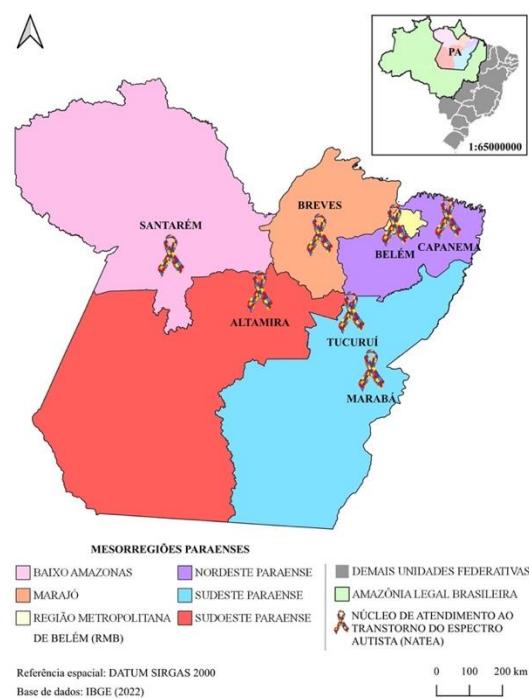 PA
1:65000000
BREVES
SANTARÉM
BELÉM
CAPANEMA
ALTAMIRA
TUCURUÍ
MARABÁ
MESORREGIÕES PARAENSES
BAIXO AMAZONAS
MARAJÓ
REGIÃO METROPOLITANA
DE BELÉM (RMB)
NORDESTE PARAENSE
SUDESTE PARAENSE
SUDOESTE PARAENSE
DEMAIS UNIDADES FEDERATIVAS
AMAZÔNIA LEGAL BRASILEIRA
NÚCLEO DE ATENDIMENTO AO
TRANSTORNO DO ESPECTRO
AUTISTA (NATEA)
Referência espacial: DATUM SIRGAS 2000
Base de dados: IBGE (2022)
0 100 200 km